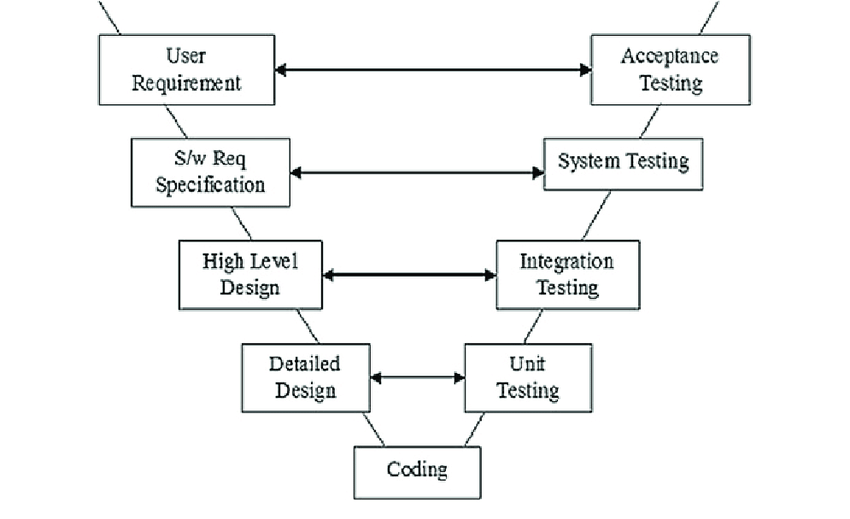 User
Requirement
Acceptance
Testing
S/w Req
Specification
System Testing
High Level
Design
Integration
Testing
Detailed
Design
Unit
Testing
Coding